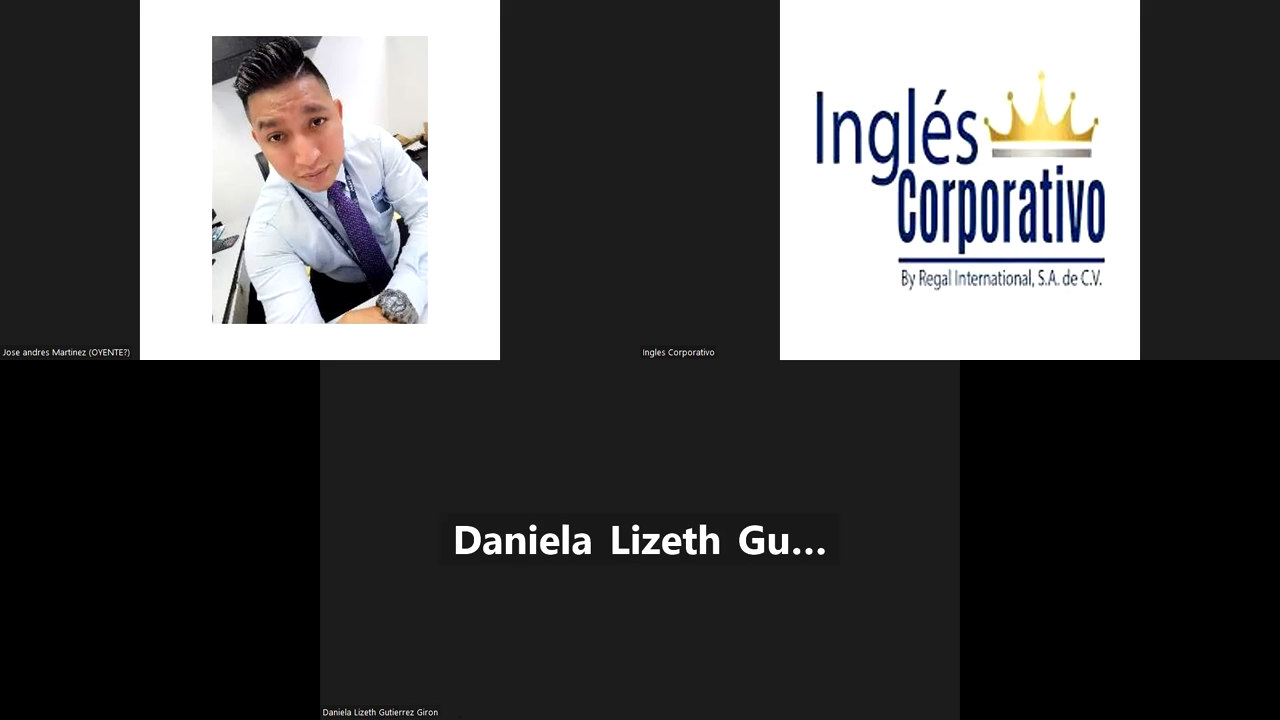 Inglés
Corporativo
By Regal International, S.A. de C.V.
Jose andres Martinez (OYENTE?)
Ingles Corporativo
Daniela Lizeth Gu...
Daniela Lizeth Gutierrez Giron